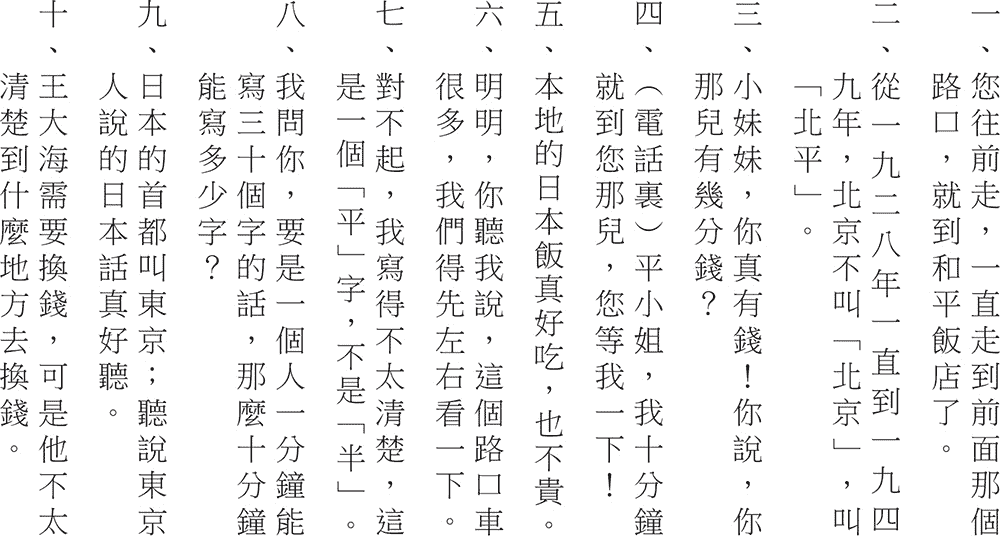 一、您往前走，一直走到前面那個
路口，就到和平飯店了。
二、從一九二八年一直到一九四
九年，北京不叫「北京」，叫
「北平」。
三、小妹妹，你真有錢！你說，你
那兒有幾分錢？
四、（電話裏）平小姐，我十分鐘
就到您那兒，您等我一下！
五、本地的日本飯真好吃，也不貴。
六、明明，你聽我說，這個路口車
很多，我們得先左右看一下。
七、對不起，我寫得不太清楚，這
是一個「平」字，不是「半」。
八、我問你，要是一個人一分鐘能
寫三十個字的話，那麼十分鐘
能寫多少字？
九、日本的首都叫東京；聽說東京
人說的日本話真好聽。
十、王大海需要換錢，可是他不太
清楚到什麼地方去換錢。